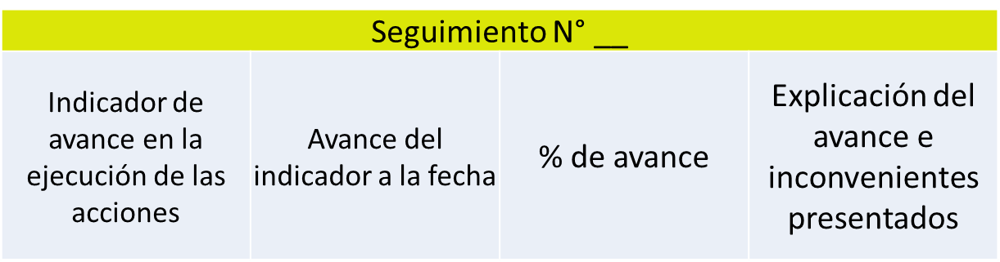 Seguimiento N° __
Indicador de
avance en la
ejecución de las
acciones
Avance del
indicador a la fecha
% de avance
Explicación del
avance e
inconvenientes
presentados